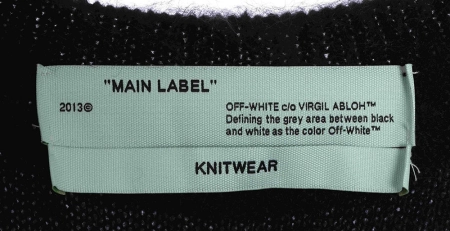 "MAIN LABEL"
2013©
OFF-WHITE c/o VIRGIL ABLOH™
Defining the grey area between black
and white as the color Off-White™
KNITWEAR